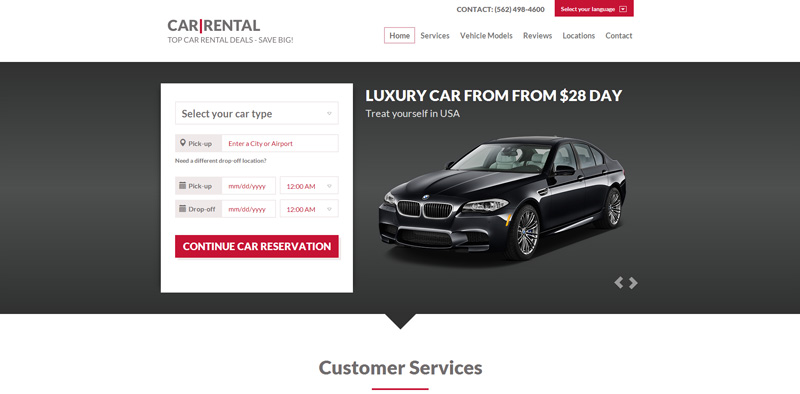 CONTACT: (562) 498-4600
Select your language
CAR|RENTAL
TOP CAR RENTAL DEALS - SAVE BIG!
Home Services Vehicle Models Reviews Locations Contact
Select your car type
Pick-up Enter a City or Airport
Need a different drop-off location?
Pick-up mm/dd/yyyy 12:00 AM
Drop-off mm/dd/yyyy 12:00 AM
CONTINUE CAR RESERVATION
LUXURY CAR FROM FROM $28 DAY
Treat yourself in USA
Customer Services